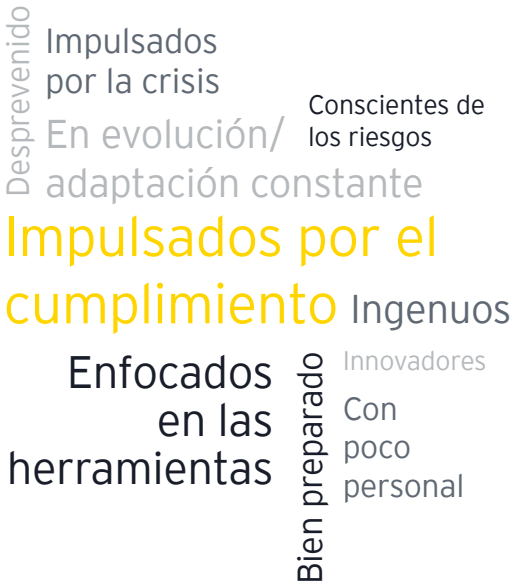 Desprevenido
Impulsados
por la crisis
Conscientes de
los riesgos
En evolución/
adaptación constante
Impulsados por el
cumplimiento
Ingenuos
Enfocados
en las
herramientas
Bien preparado
Innovadores
Con
poco
personal